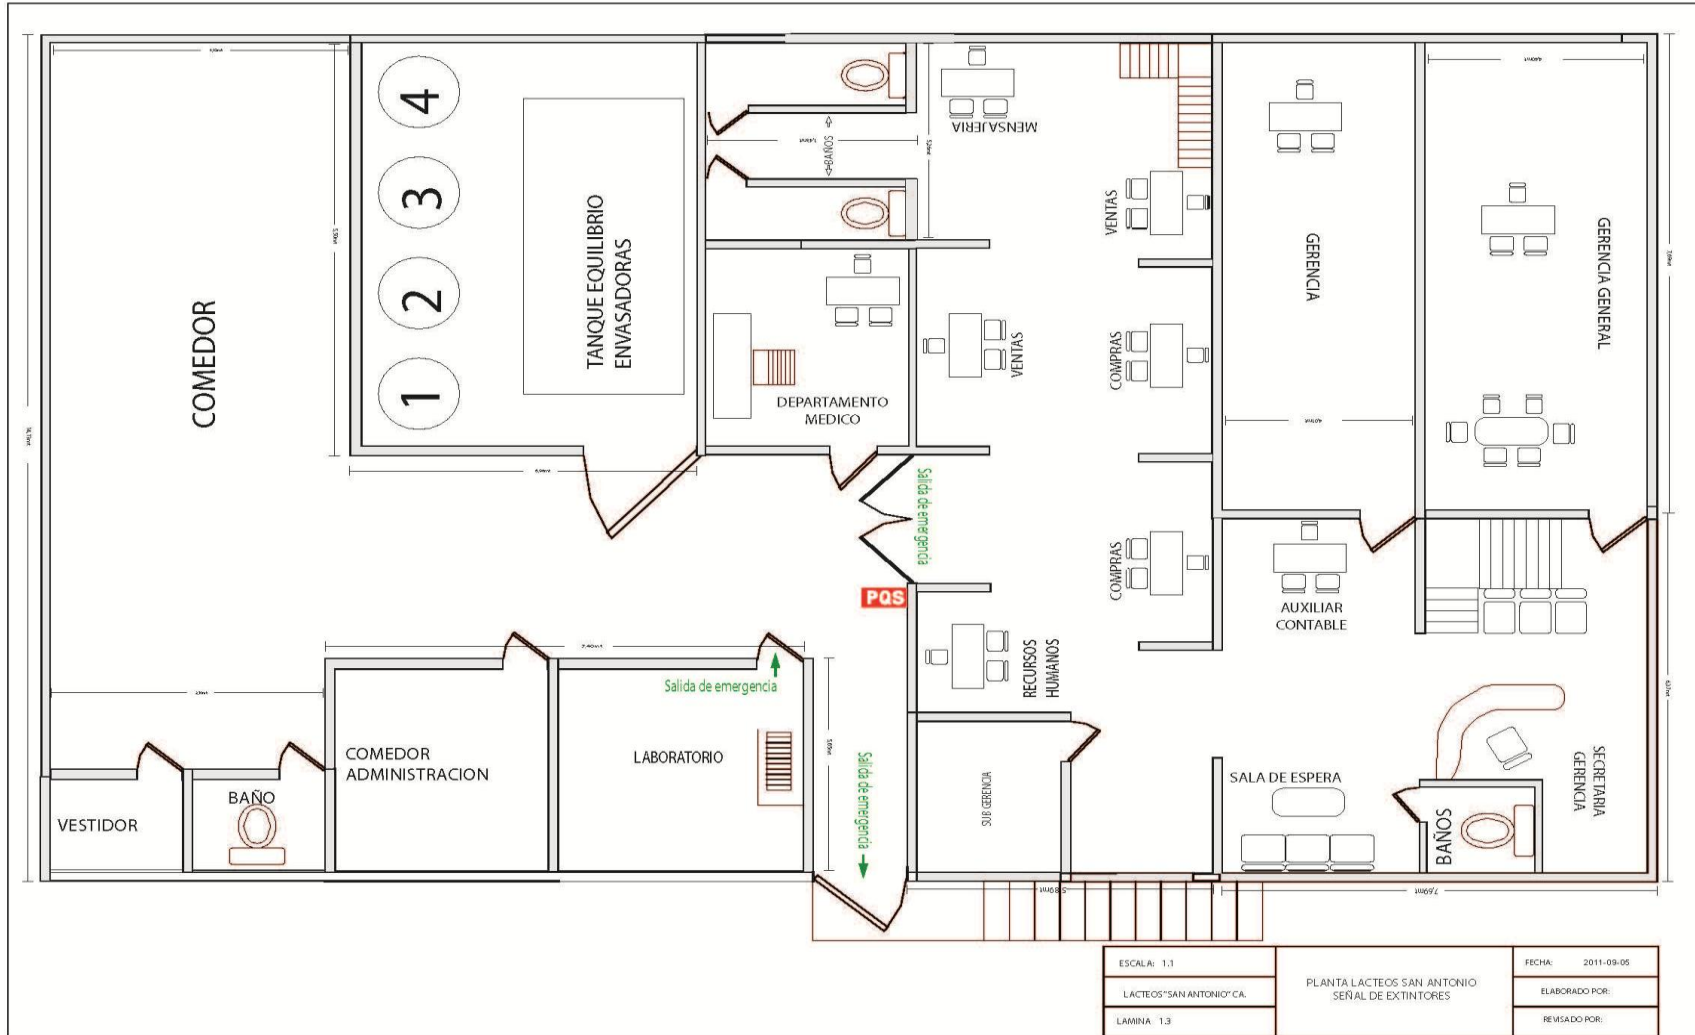 COMEDOR
4
3
2
1
TANQUE EQUILIBRIO
ENVASADORAS
BAÑOS
MENSAJERIA
VENTAS
VENTAS
COMPRAS
COMPRAS
DEPARTAMENTO
MEDICO
GERENCIA
GERENCIA GENERAL
Salida de emergencia
PQS
RECURSOS
HUMANOS
AUXILIAR
CONTABLE
Salida de emergencia
COMEDOR
ADMINISTRACION
LABORATORIO
Salida de emergencia
SUB GERENCIA
SALA DE ESPERA
SECRETARIA
GERENCIA
BAÑOS
VESTIDOR
BAÑO
7,69mt
ESCALA: 1.1
LACTEOS "SAN ANTONIO" CA.
LAMINA 1.3
PLANTA LACTEOS SAN ANTONIO
SEÑAL DE EXTINTORES
FECHA: 2011-09-05
ELABORADO POR:
REVISADO POR: